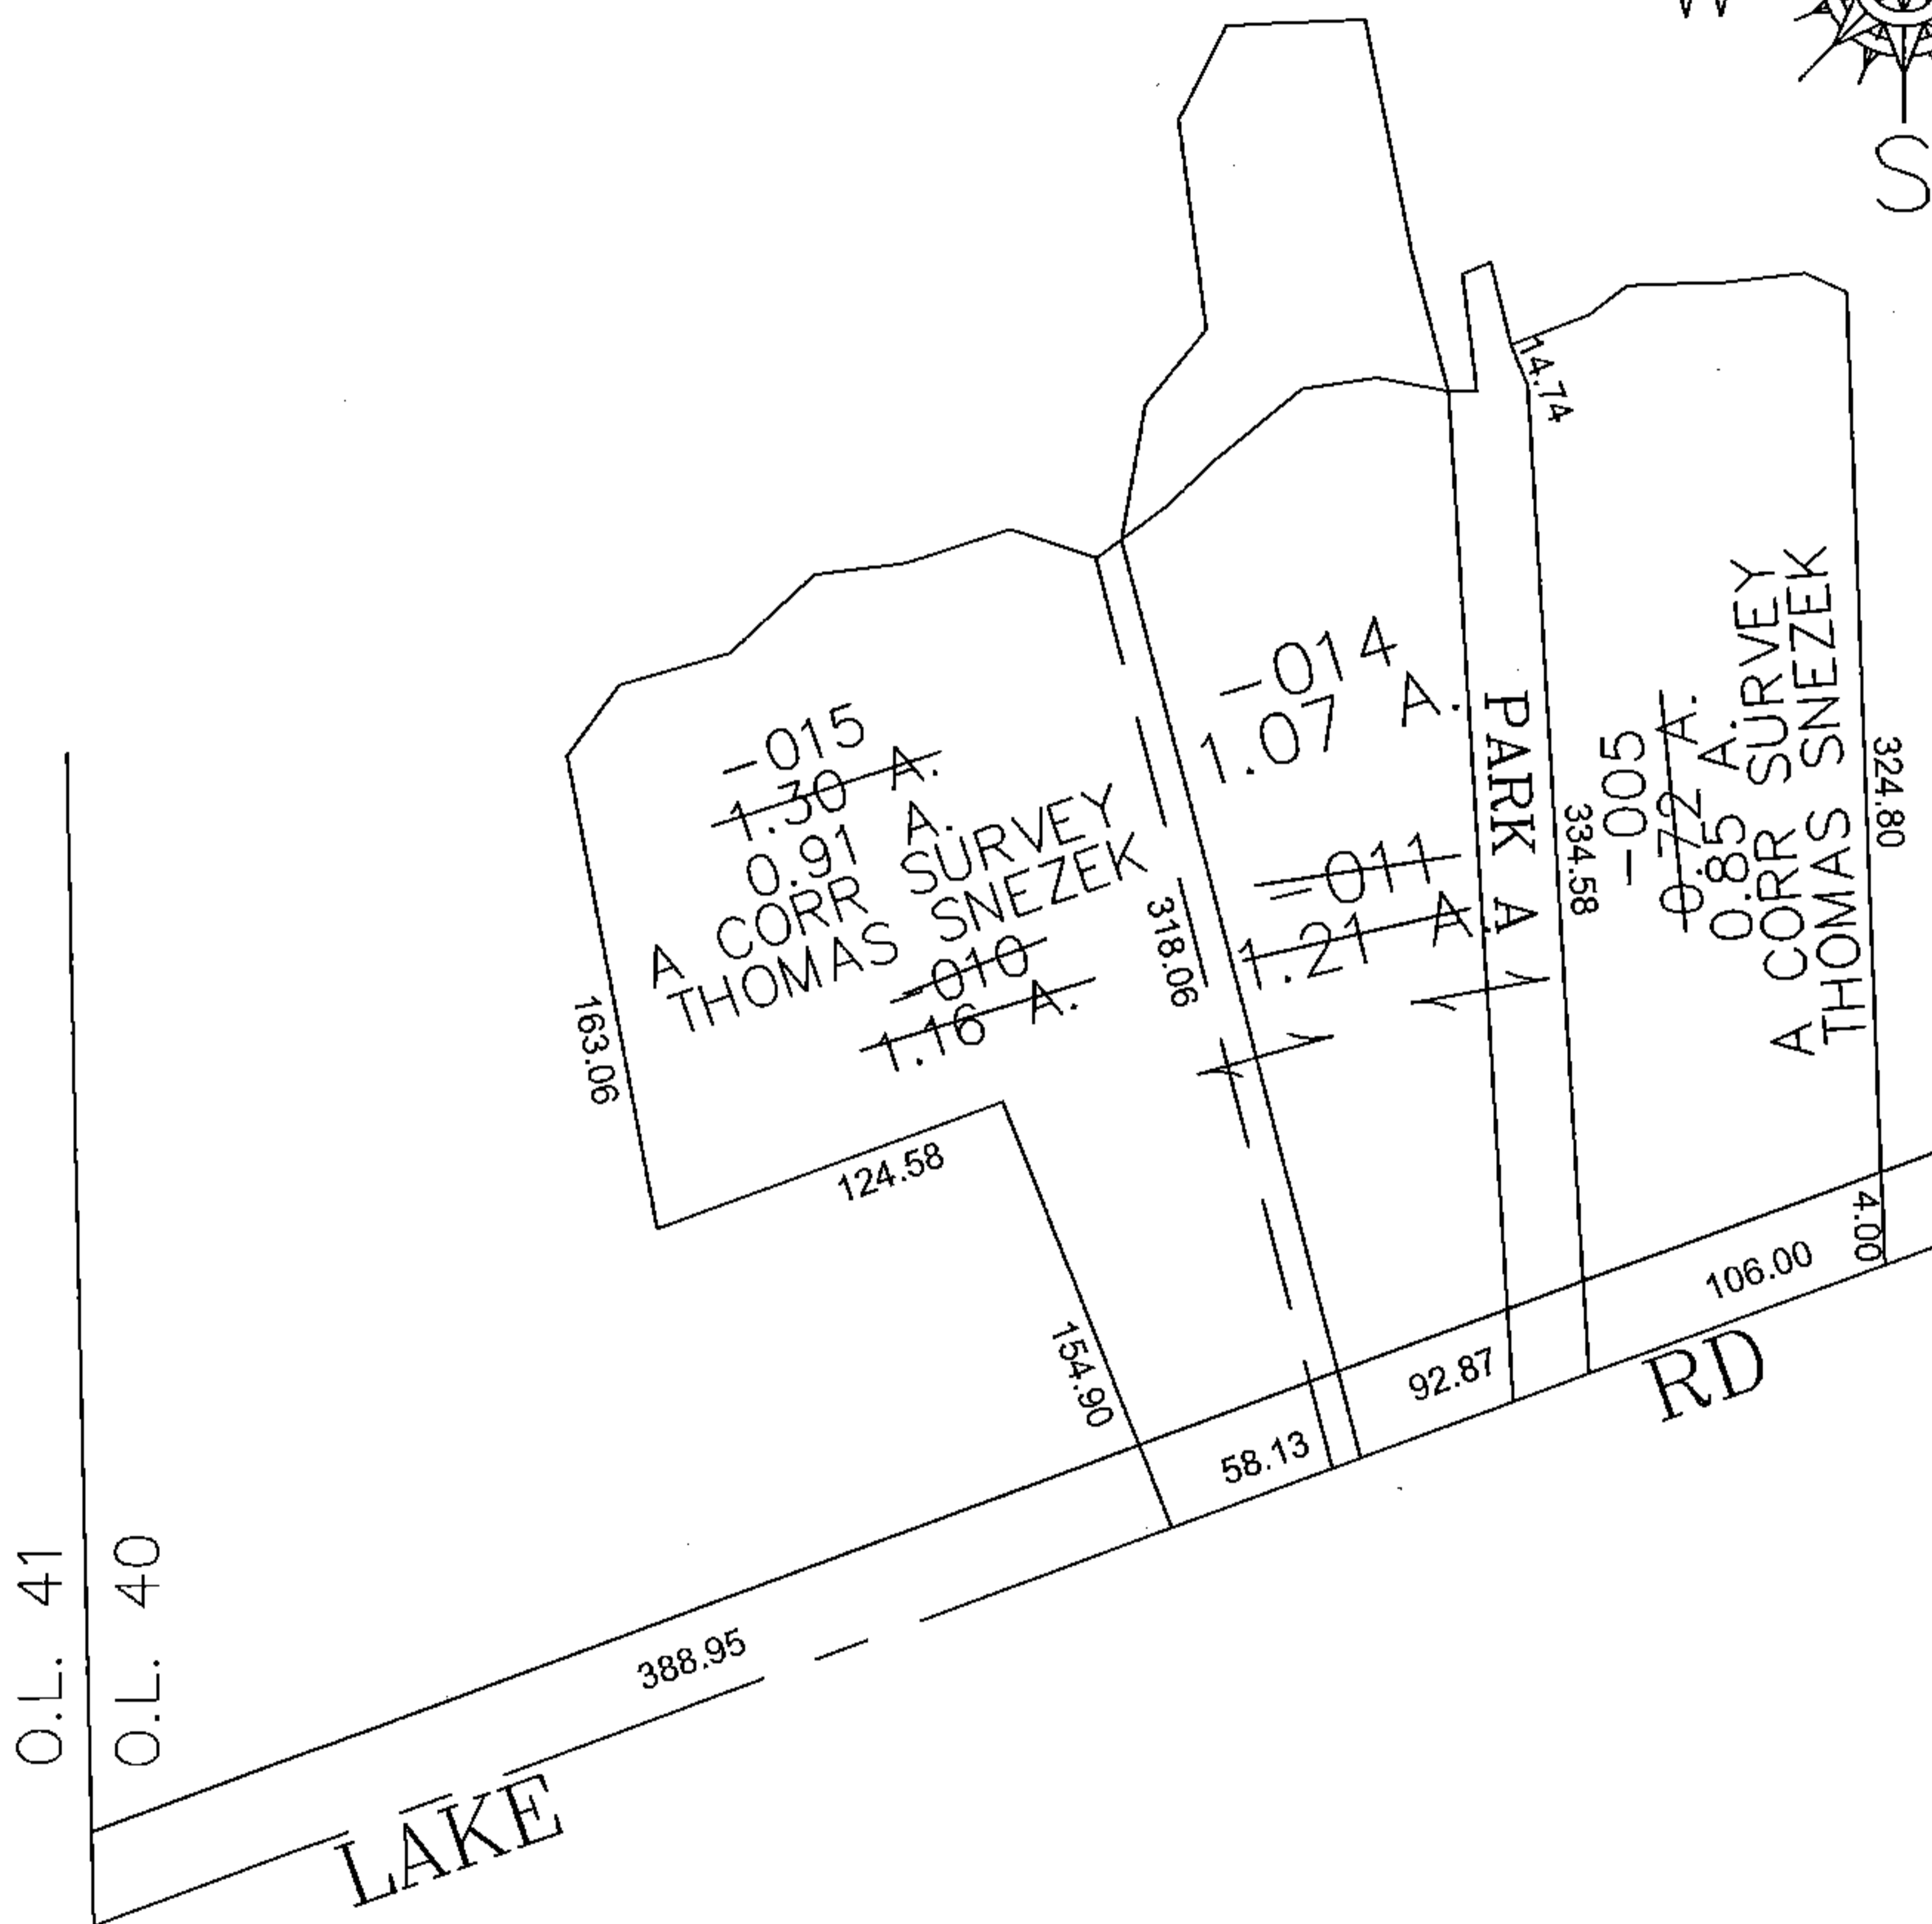 S
14.74
-015
1.30 A.
0.91 A.
A CORR SURVEY
THOMAS SNEZEK
-010
1.16 A.
163.06
124.58
154.90
318.06
-014
1.07 A.
-011
1.21 A.
PARK A
334.58
-005
0.72 A.
0.85 A.
A CORR SURVEY
THOMAS SNEZEK
324.80
4.00
106.00
92.87
58.13
388.95
O.L. 41
O.L. 40
LAKE RD